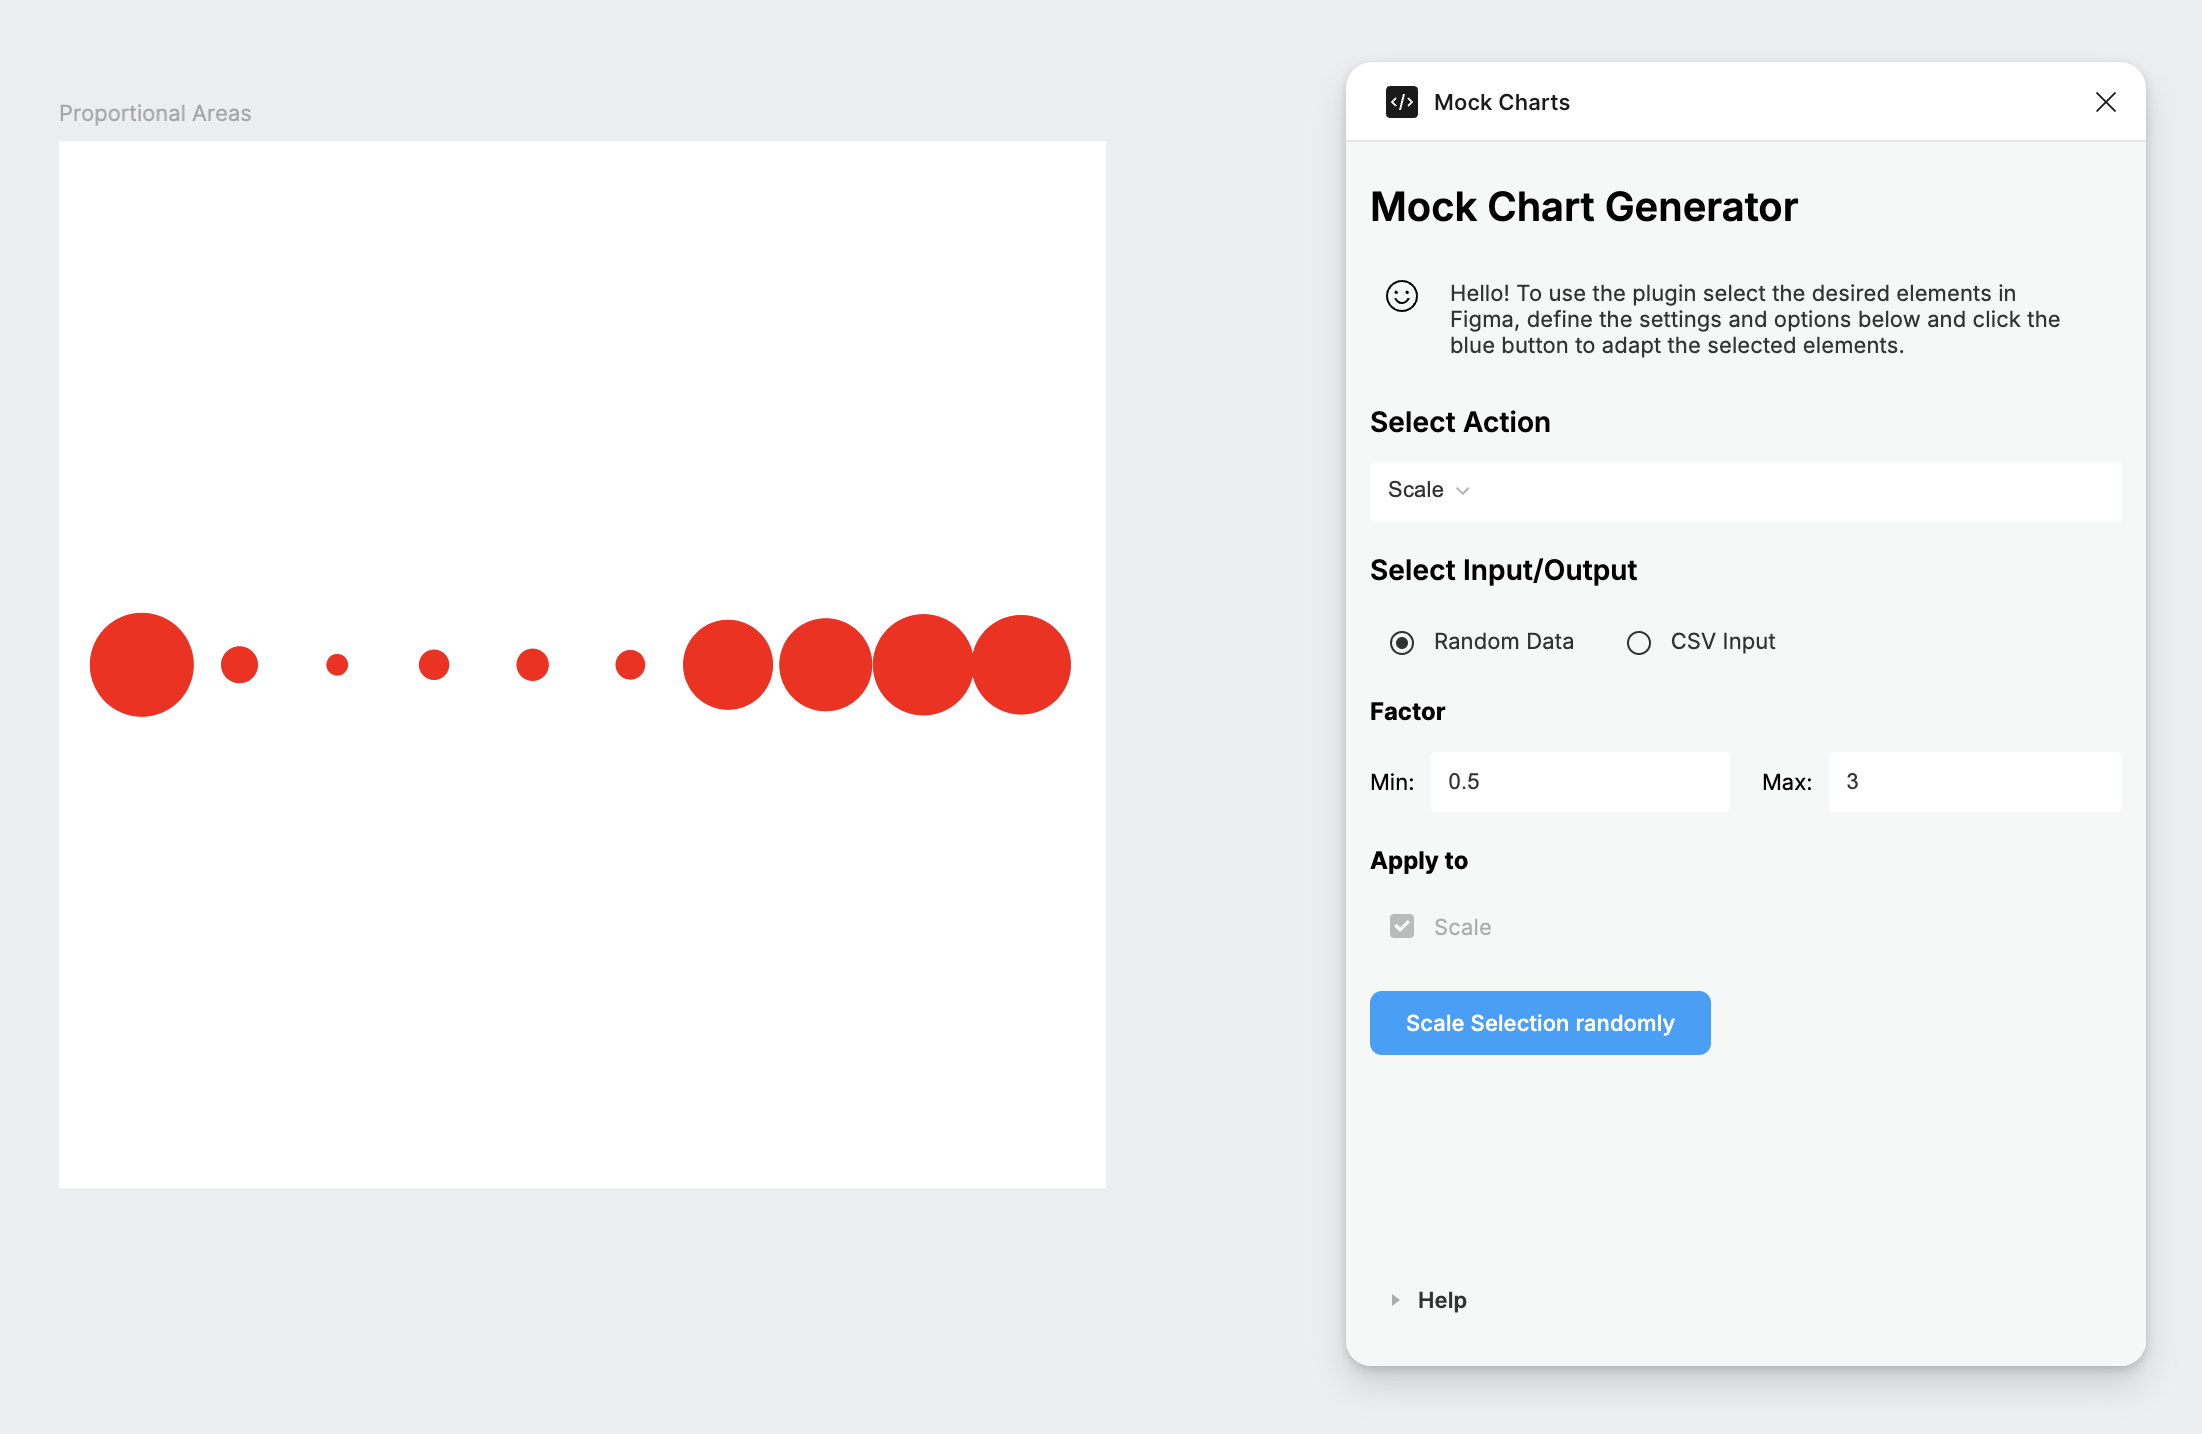 Proportional Areas
Mock Charts
Mock Chart Generator
Hello! To use the plugin select the desired elements in
Figma, define the settings and options below and click the
blue button to adapt the selected elements.
Select Action
Scale
Select Input/Output
Random Data CSV Input
Factor
Min: 0.5 Max: 3
Apply to
Scale
Scale Selection randomly
Help